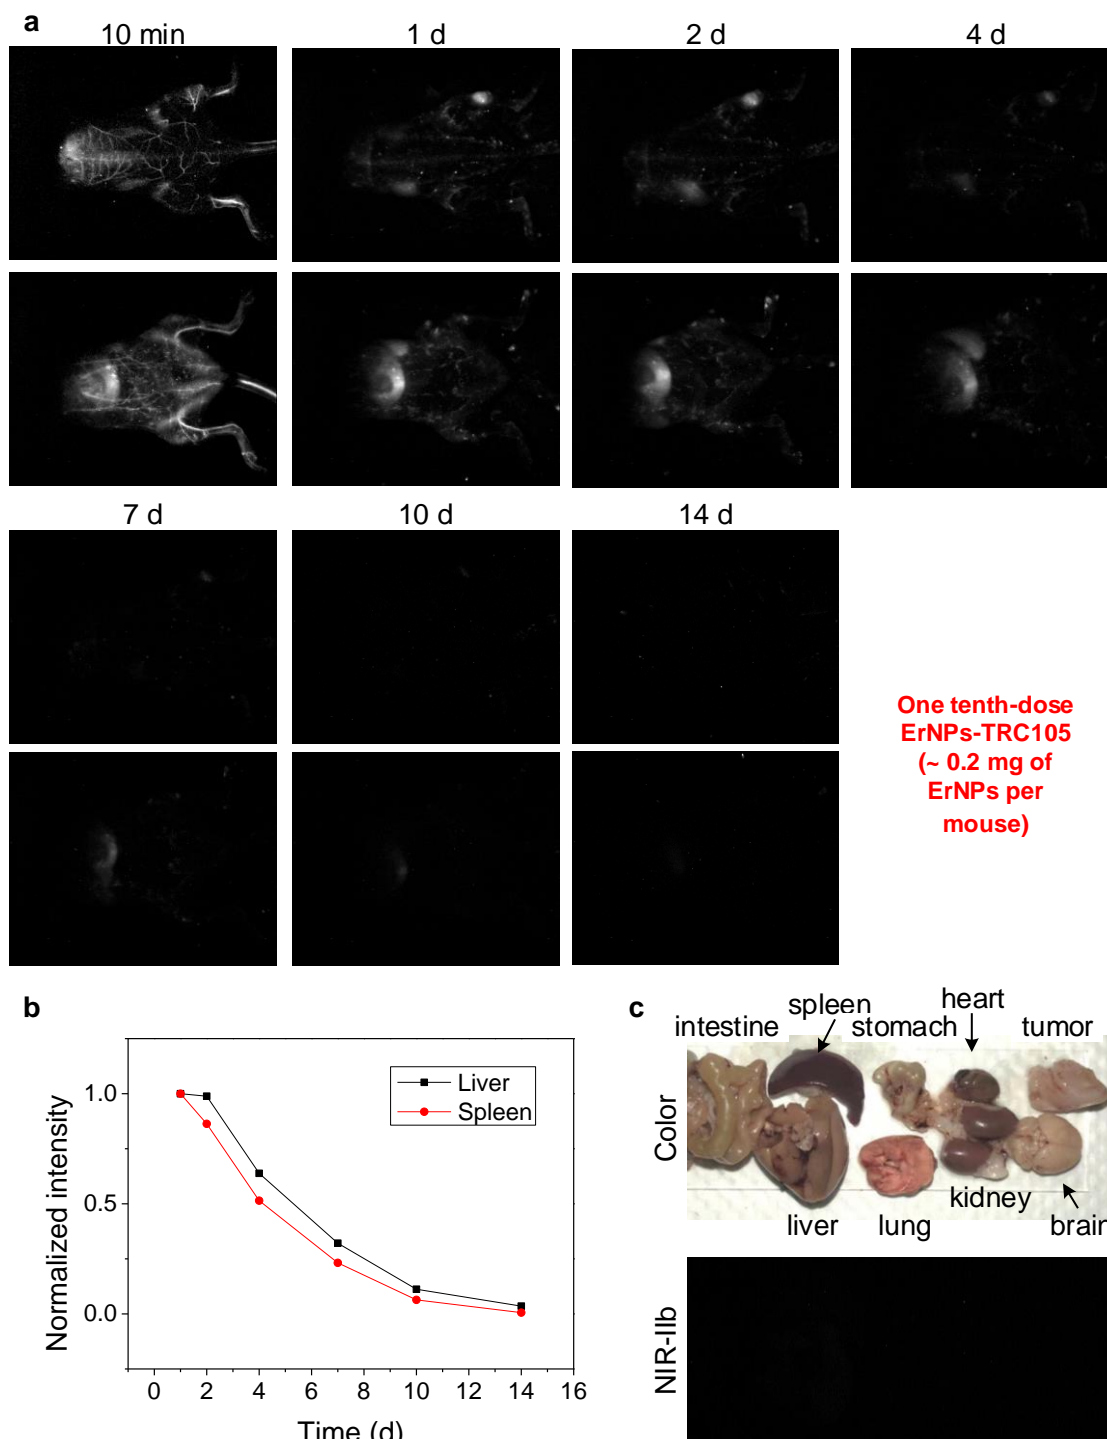 a
10 min
1 d
2 d
4 d
7 d
10 d
14 d
One tenth-dose
ErNPs-TRC105
(~ 0.2 mg of
ErNPs per
mouse)
b
Normalized intensity
1.0
0.5
0.0
Liver
Spleen
0 2 4 6 8 10 12 14 16
Time (d)
c
spleen
heart
intestine
stomach
tumor
Color
kidney
liver
lung
brain
NIR-IIb